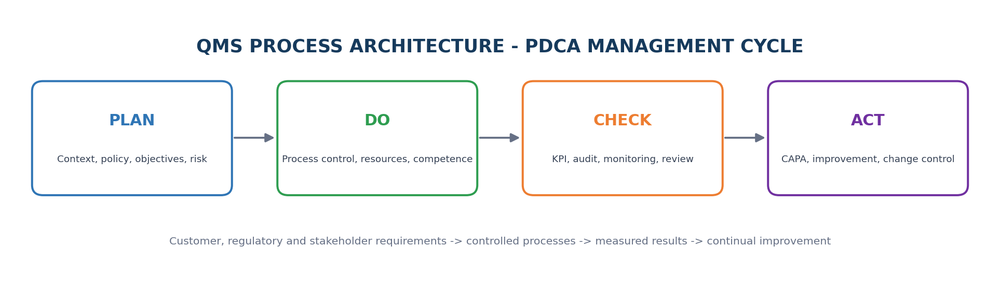 QMS PROCESS ARCHITECTURE - PDCA MANAGEMENT CYCLE
PLAN
Context, policy, objectives, risk
DO
Process control, resources, competence
CHECK
KPI, audit, monitoring, review
ACT
CAPA, improvement, change control
Customer, regulatory and stakeholder requirements -> controlled processes -> measured results -> continual improvement